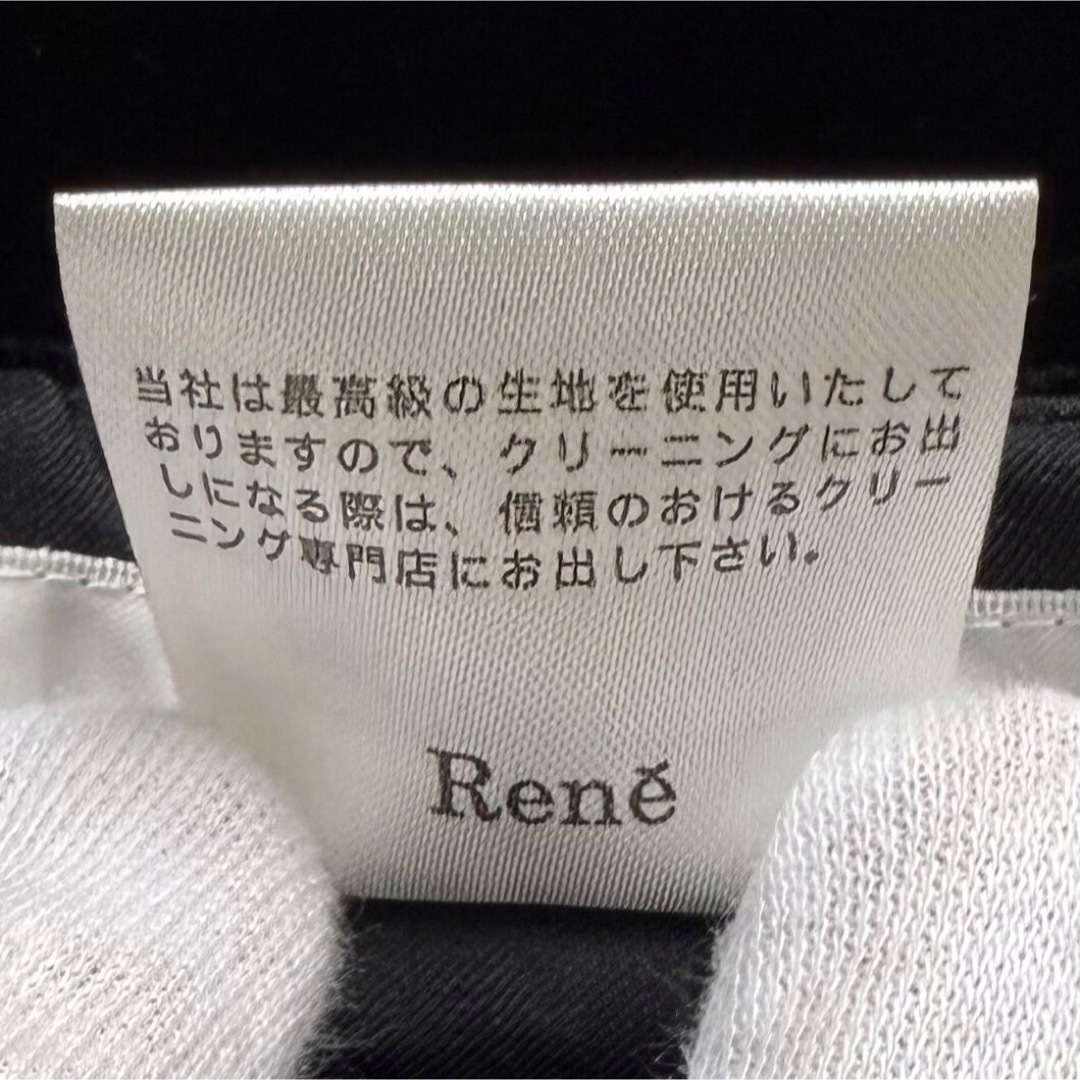 当社は最高級の生地を使用いたして
おりますので、クリーニングにお出
しになる際は、信頼のおけるクリー
ニング専門店にお出し下さい。
René